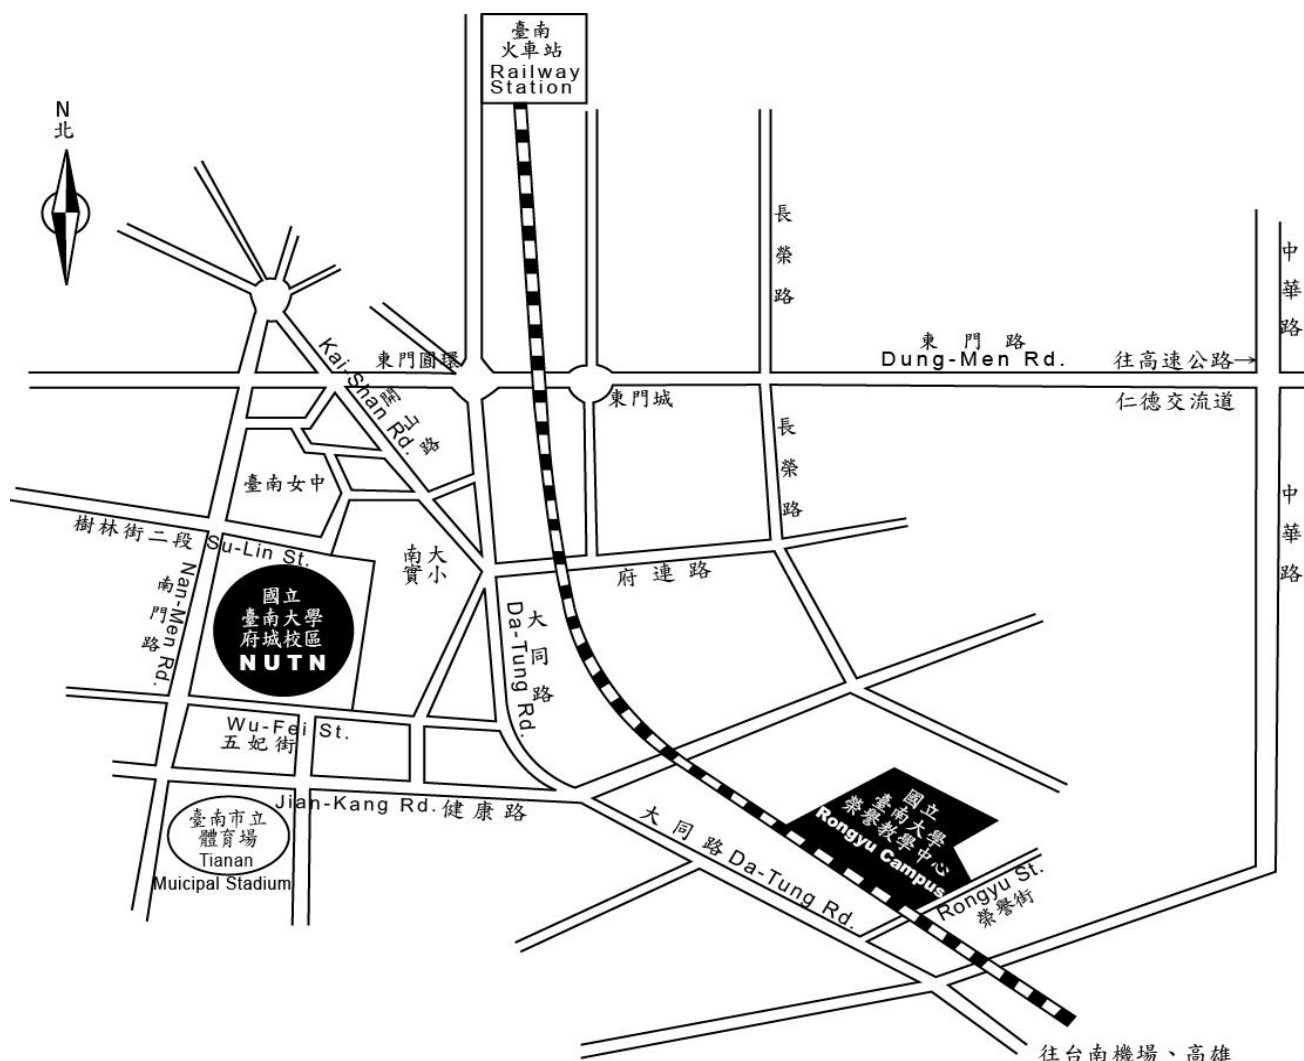 臺南
火車站
Railway
Station
N
北
長榮路
中華路
東門路
Dung-Men Rd.
往高速公路→
仁德交流道
東門圓環
東門城
Kai-Shan Rd.
開山路
長榮路
中華路
臺南女中
樹林街二段
Su-Lin St.
南大
實小
府連路
Nan-Men Rd.
南門路
國立
臺南大學
府城校區
NUTN
Da-Tung Rd.
大同路
Wu-Fei St.
五妃街
Jian-Kang Rd. 健康路
臺南市立
體育場
Tianan
Muicipal Stadium
大同路 Da-Tung Rd.
國立
臺南大學
榮譽教學中心
Rongyu Campus
Rongyu St.
榮譽街
往台南機場、高雄